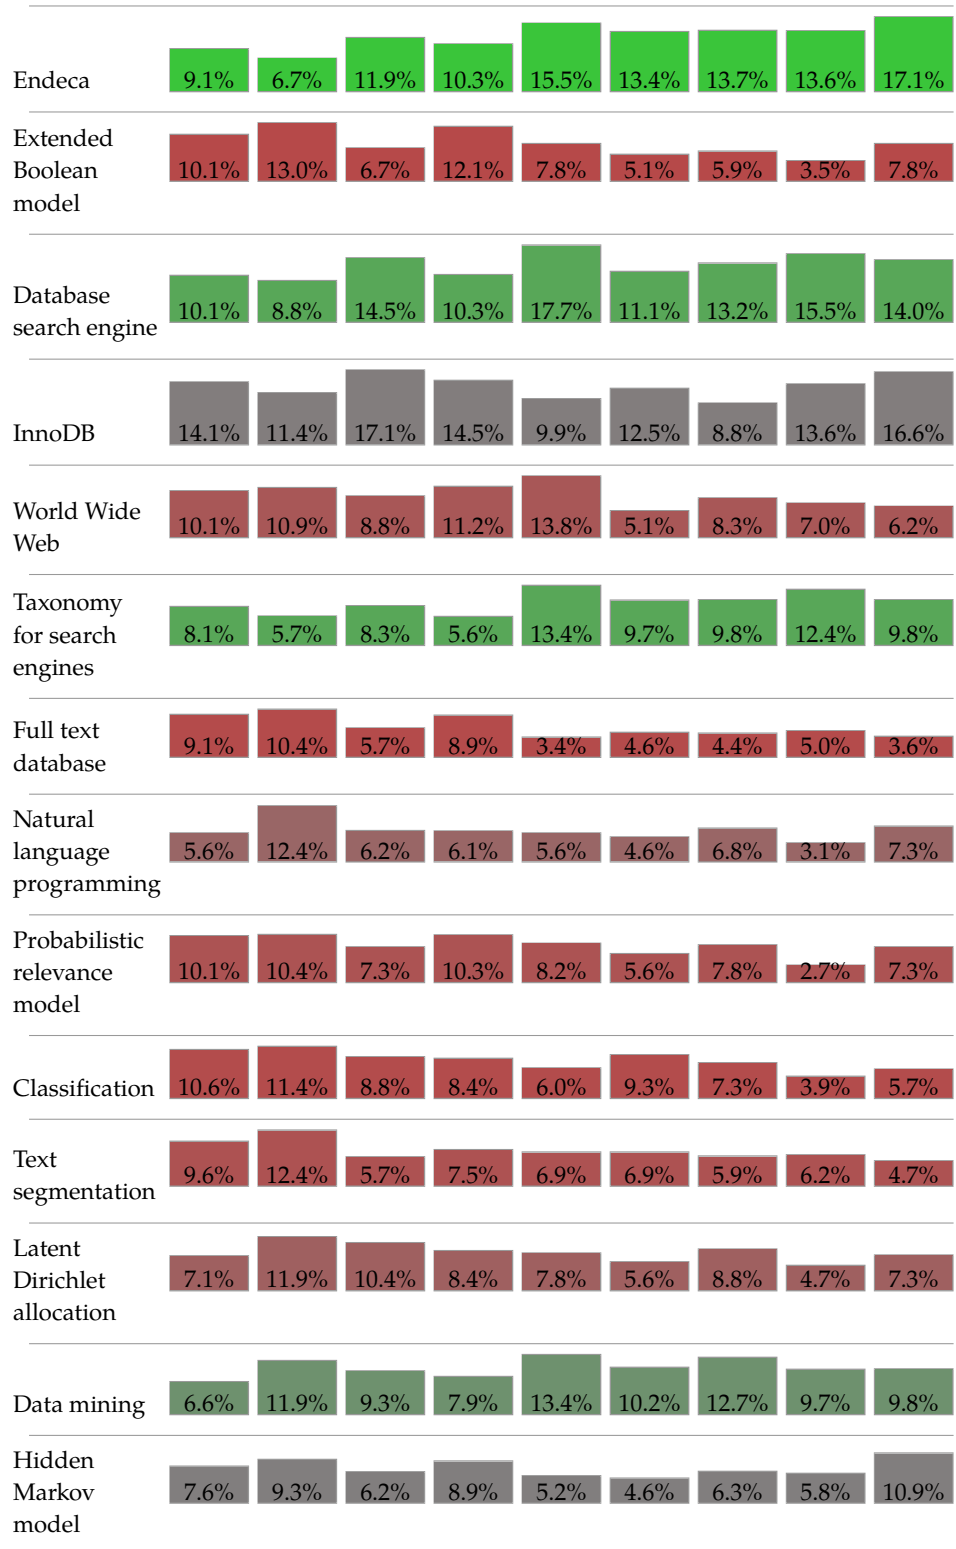 Endeca 9.1% 6.7% 11.9% 10.3% 15.5% 13.4% 13.7% 13.6% 17.1%
Extended
Boolean 10.1% 13.0% 6.7% 12.1% 7.8% 5.1% 5.9% 3.5% 7.8%
model
Database 10.1% 8.8% 14.5% 10.3% 17.7% 11.1% 13.2% 15.5% 14.0%
search engine
InnoDB 14.1% 11.4% 17.1% 14.5% 9.9% 12.5% 8.8% 13.6% 16.6%
World Wide 10.1% 10.9% 8.8% 11.2% 13.8% 5.1% 8.3% 7.0% 6.2%
Web
Taxonomy
for search 8.1% 5.7% 8.3% 5.6% 13.4% 9.7% 9.8% 12.4% 9.8%
engines
Full text 9.1% 10.4% 5.7% 8.9% 3.4% 4.6% 4.4% 5.0% 3.6%
database
Natural
language 5.6% 12.4% 6.2% 6.1% 5.6% 4.6% 6.8% 3.1% 7.3%
programming
Probabilistic
relevance 10.1% 10.4% 7.3% 10.3% 8.2% 5.6% 7.8% 2.7% 7.3%
model
Classification 10.6% 11.4% 8.8% 8.4% 6.0% 9.3% 7.3% 3.9% 5.7%
Text 9.6% 12.4% 5.7% 7.5% 6.9% 6.9% 5.9% 6.2% 4.7%
segmentation
Latent
Dirichlet 7.1% 11.9% 10.4% 8.4% 7.8% 5.6% 8.8% 4.7% 7.3%
allocation
Data mining 6.6% 11.9% 9.3% 7.9% 13.4% 10.2% 12.7% 9.7% 9.8%
Hidden
Markov 7.6% 9.3% 6.2% 8.9% 5.2% 4.6% 6.3% 5.8% 10.9%
model